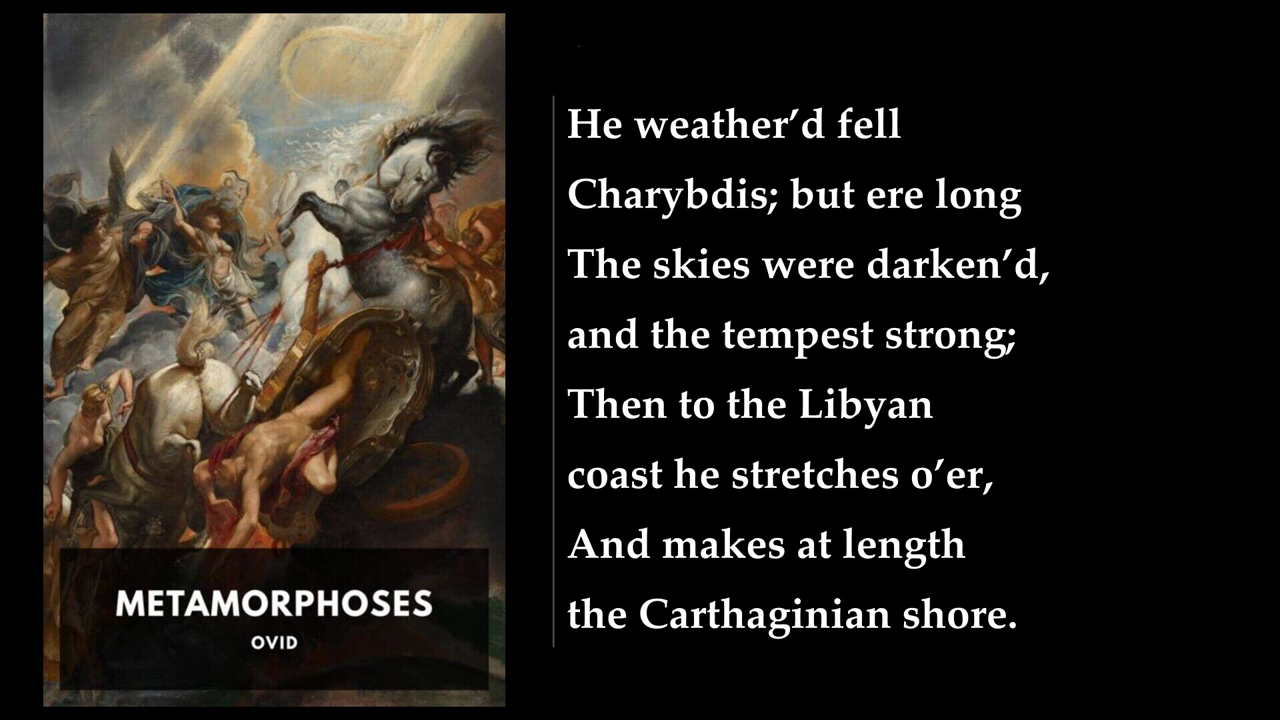 METAMORPHOSES
OVID
He weather’d fell
Charybdis; but ere long
The skies were darken’d,
and the tempest strong;
Then to the Libyan
coast he stretches o’er,
And makes at length
the Carthaginian shore.